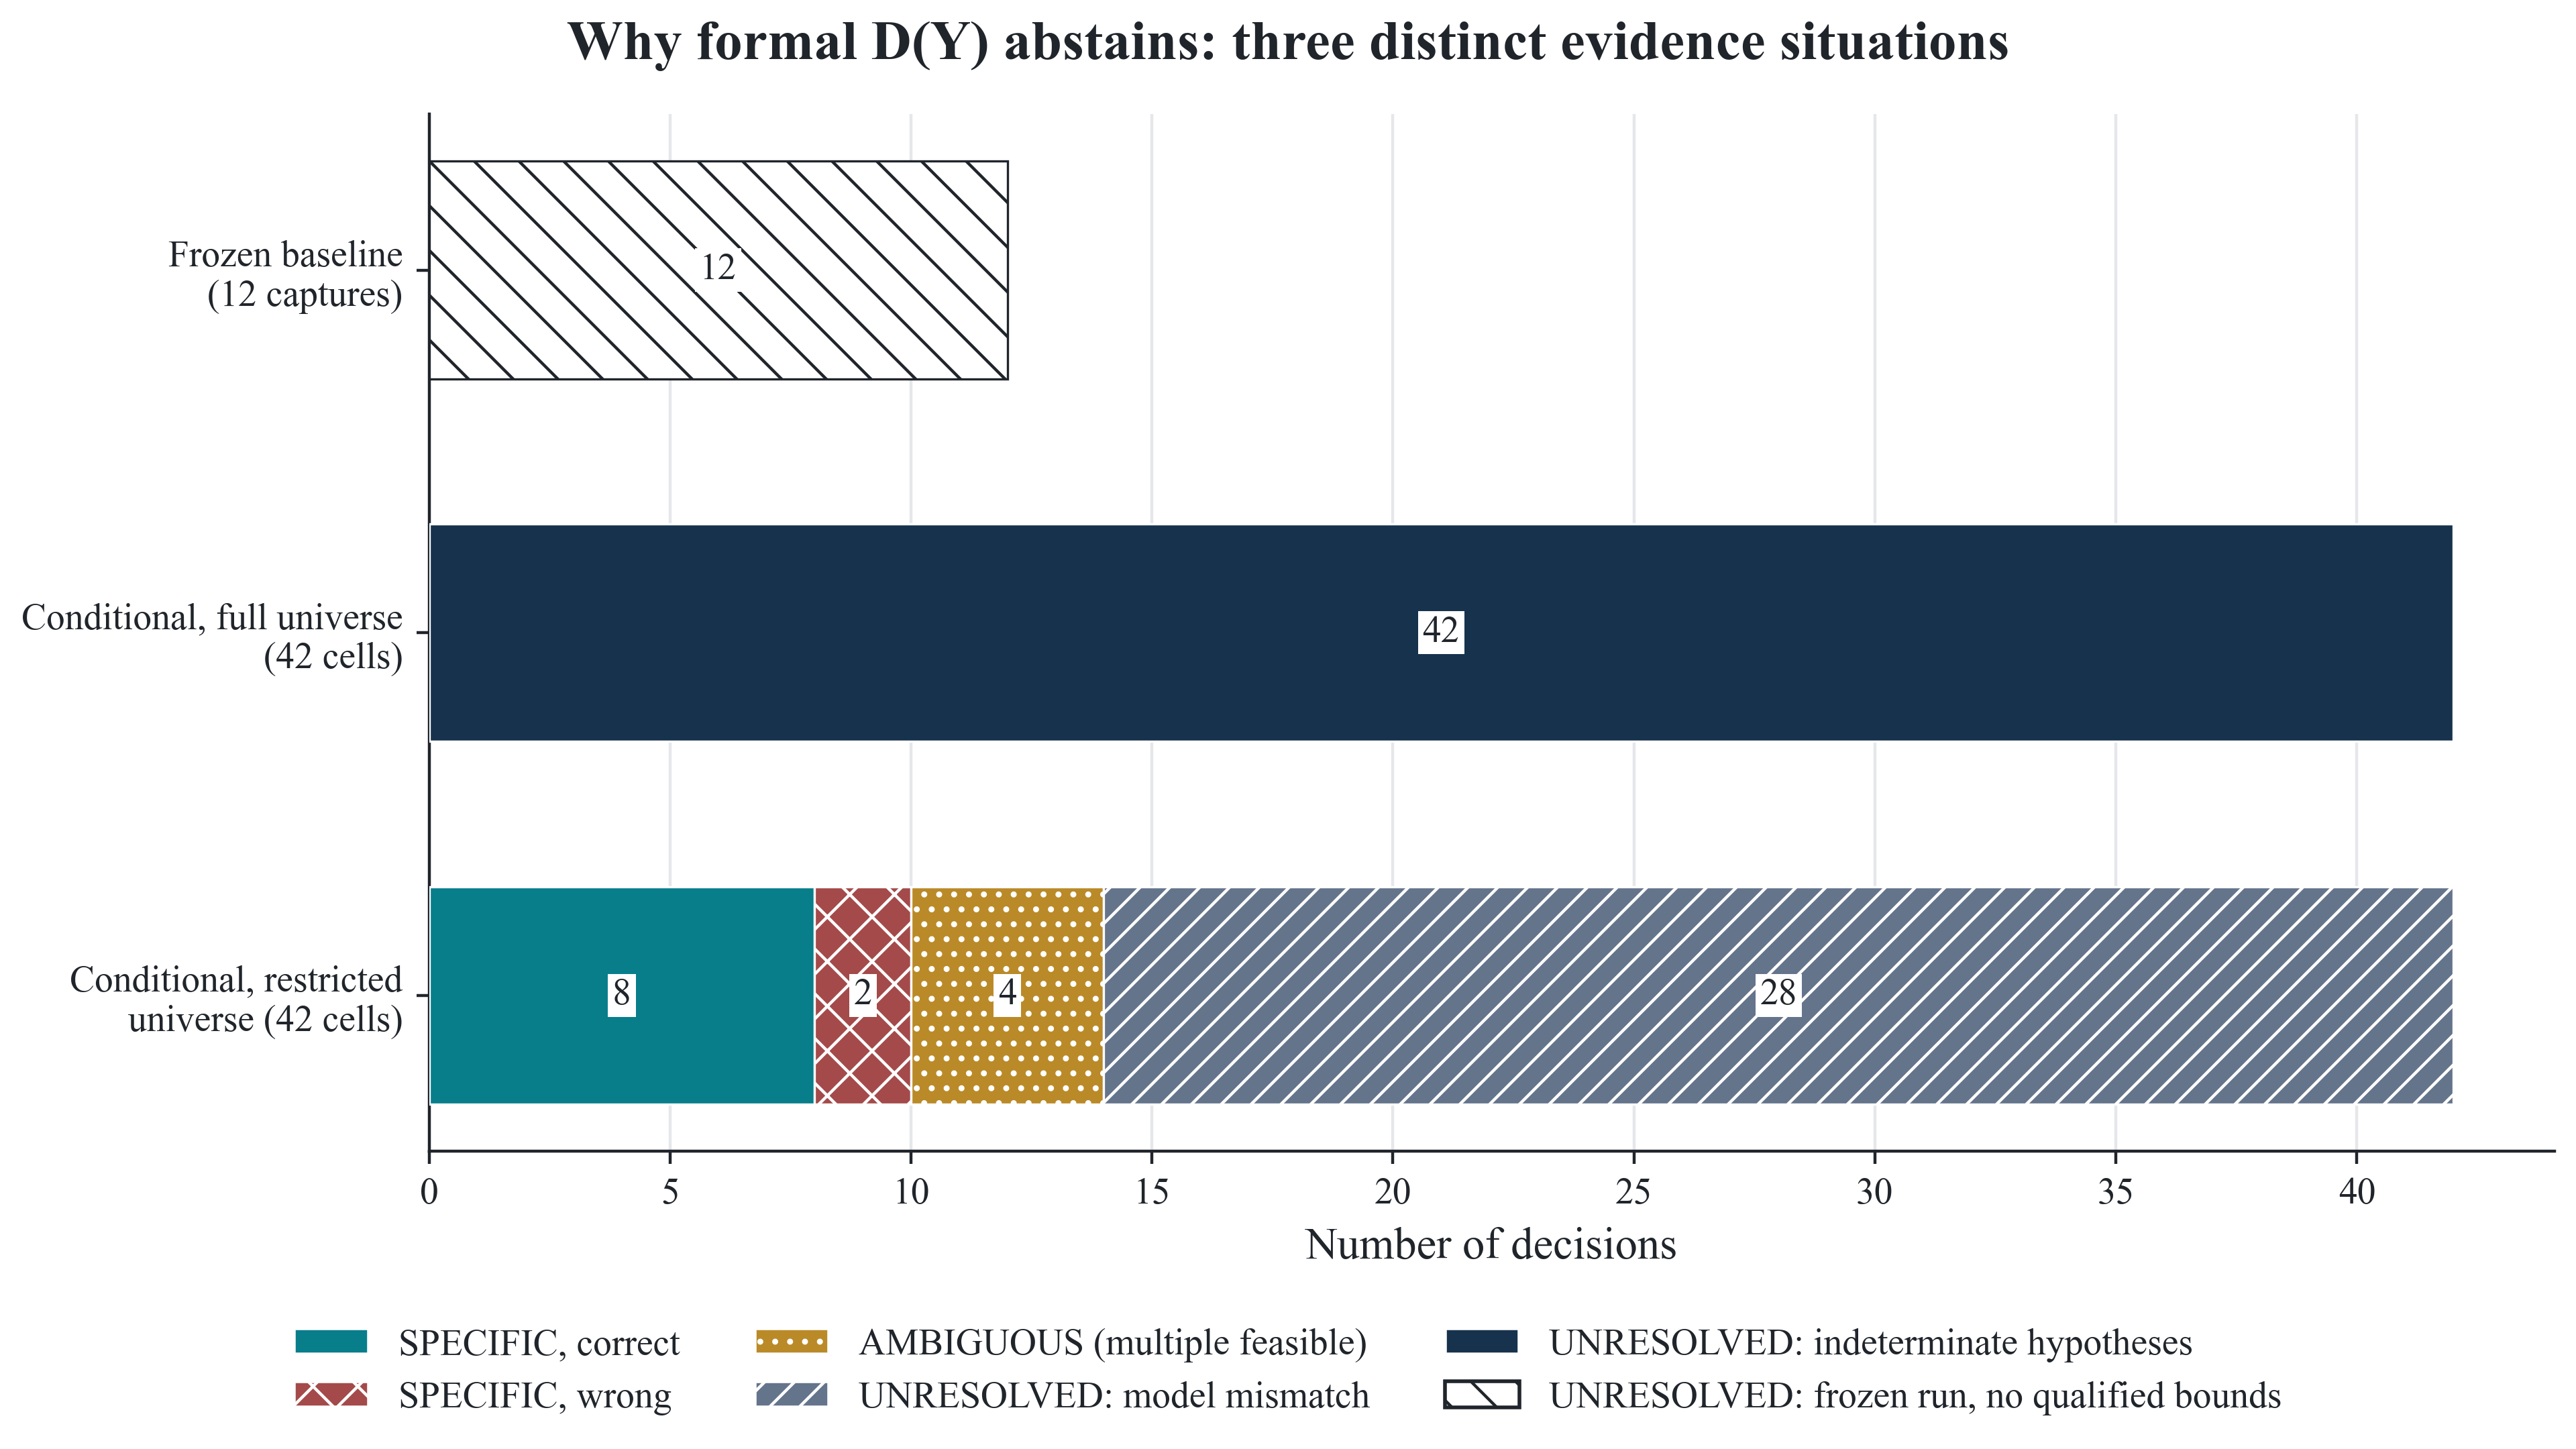 Why formal D(Y) abstains: three distinct evidence situations
Frozen baseline
(12 captures)
12
Conditional, full universe
(42 cells)
42
Conditional, restricted
universe (42 cells)
8
2
4
28
0
5
10
15
20
25
30
35
40
Number of decisions
SPECIFIC, correct
SPECIFIC, wrong
AMBIGUOUS (multiple feasible)
UNRESOLVED: model mismatch
UNRESOLVED: indeterminate hypotheses
UNRESOLVED: frozen run, no qualified bounds